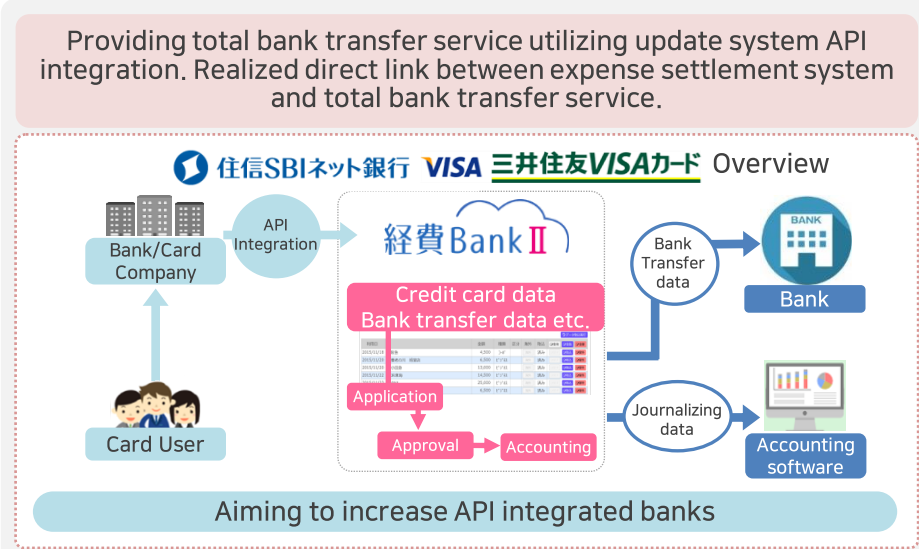 Providing total bank transfer service utilizing update system API
integration. Realized direct link between expense settlement system
and total bank transfer service.
住信SBIネット銀行 VISA 三井住友VISAカード Overview
Bank/Card
Company
API
Integration
経費BankⅡ
Credit card data
Bank transfer data etc.
Application
Approval
Accounting
Card User
Bank
Transfer
data
BANK
Bank
Journalizing
data
Accounting
software
Aiming to increase API integrated banks